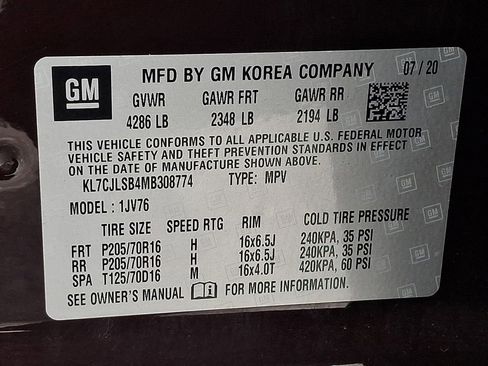 GM MFD BY GM KOREA COMPANY 07/20
GVWR GAWR FRT GAWR RR
4286 LB 2348 LB 2194 LB
THIS VEHICLE CONFORMS TO ALL APPLICABLE U.S. FEDERAL MOTOR
VEHICLE SAFETY AND THEFT PREVENTION STANDARDS IN EFFECT
ON THE DATE OF MANUFACTURE SHOWN ABOVE.
KL7CJLSB4MB308774 TYPE: MPV
MODEL: 1JV76
TIRE SIZE SPEED RTG RIM COLD TIRE PRESSURE
FRT P205/70R16 H 16x6.5J 240KPA, 35 PSI
RR P205/70R16 H 16x6.5J 240KPA, 35 PSI
SPA T125/70D16 M 16x4.0T 420KPA, 60 PSI
SEE OWNER'S MANUAL FOR MORE INFORMATION.